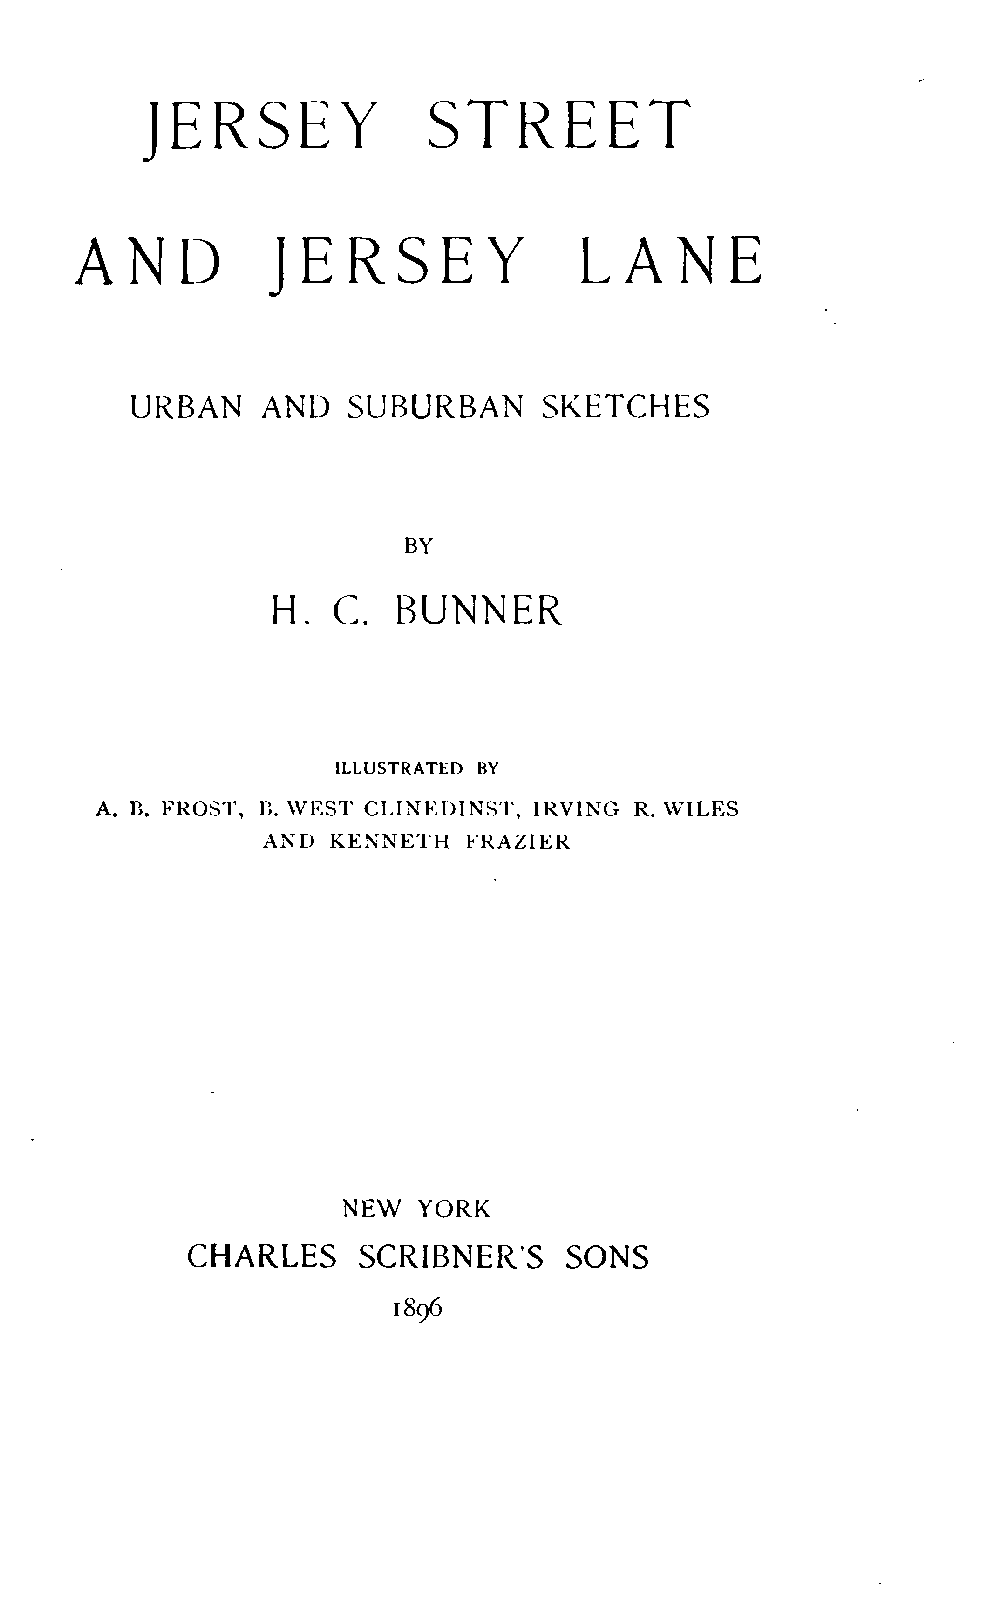 JERSEY STREET
AND JERSEY LANE
URBAN AND SUBURBAN SKETCHES
BY
H. C. BUNNER
ILLUSTRATED BY
A. B. FROST, B. WEST CLINEDINST, IRVING R. WILES
AND KENNETH FRAZIER
NEW YORK
CHARLES SCRIBNER'S SONS
1896